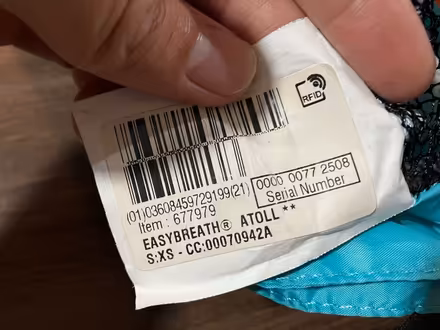 RFID
(01)03608459729199(21)
0000 0077 2508
Serial Number
Item : 677979
EASYBREATH® ATOLL **
S:XS - CC:00070942A